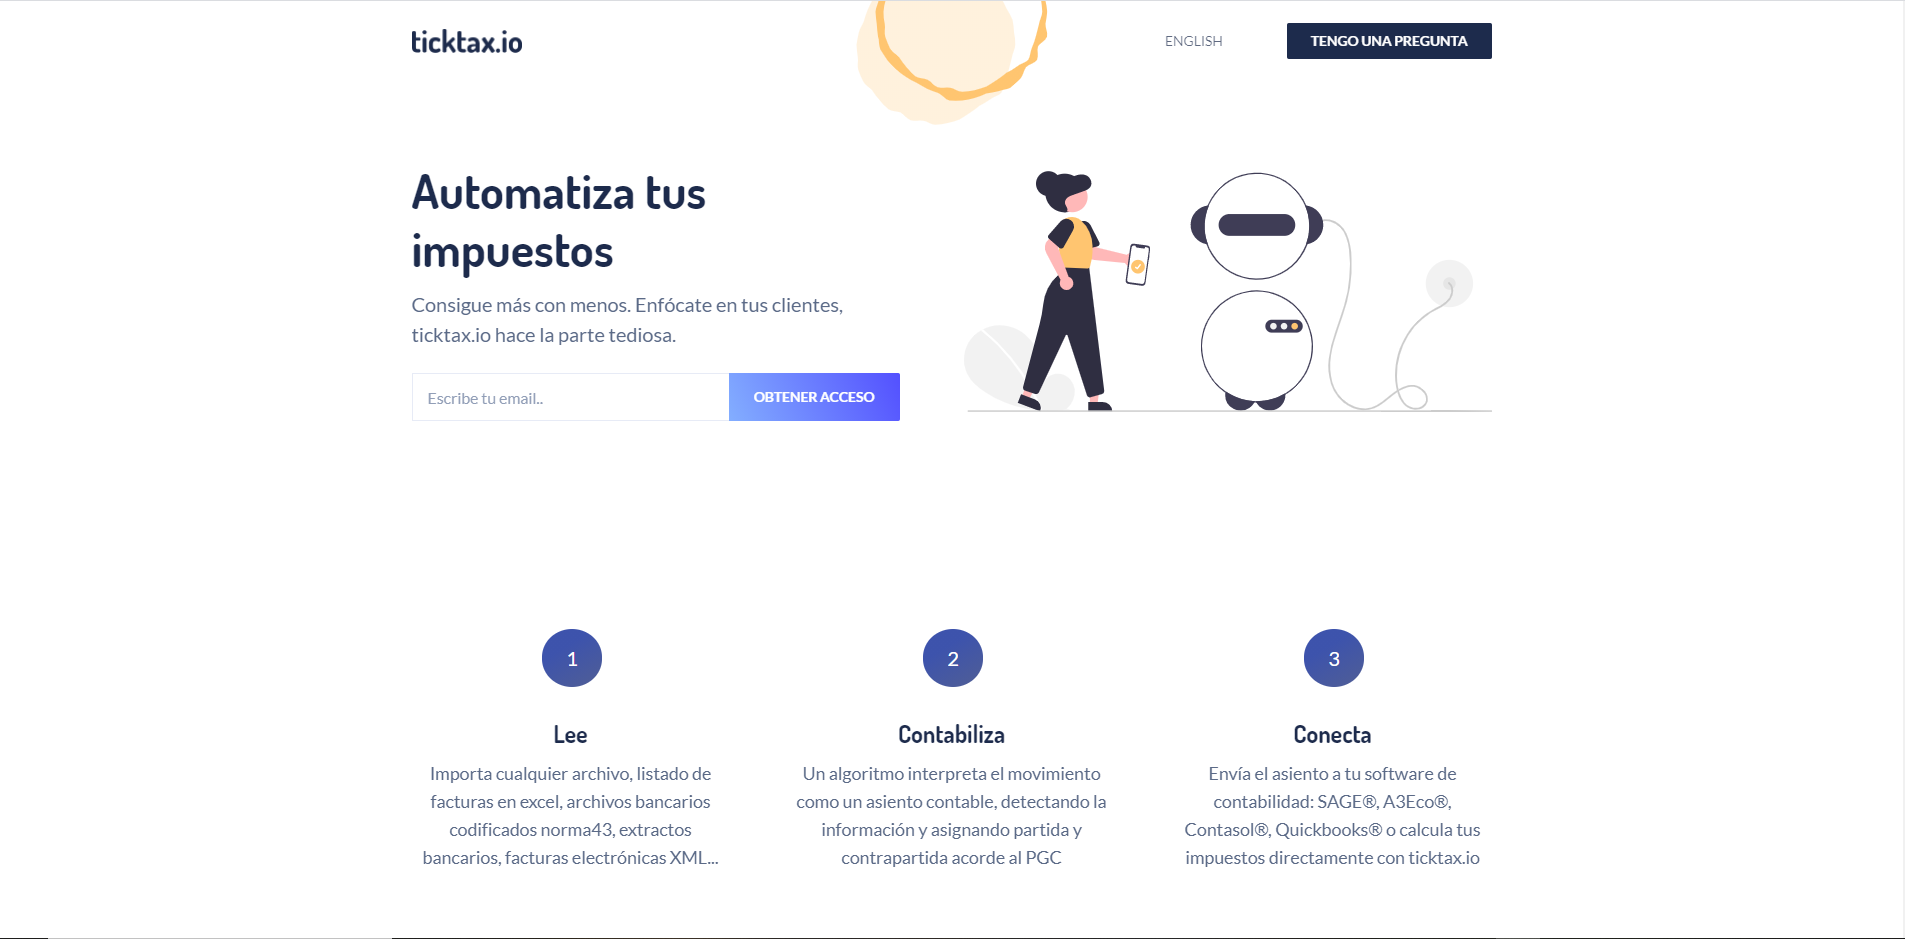 ticktax.io
ENGLISH
TENGO UNA PREGUNTA
Automatiza tus
impuestos
Consigue más con menos. Enfócate en tus clientes,
ticktax.io hace la parte tediosa.
Escribe tu email..
OBTENER ACCESO
1
2
3
Lee
Importa cualquier archivo, listado de
facturas en excel, archivos bancarios
codificados norma43, extractos
bancarios, facturas electrónicas XML...
Contabiliza
Un algoritmo interpreta el movimiento
como un asiento contable, detectando la
información y asignando partida y
contrapartida acorde al PGC
Conecta
Envía el asiento a tu software de
contabilidad: SAGE®, A3Eco®,
Contasol®, Quickbooks® o calcula tus
impuestos directamente con ticktax.io